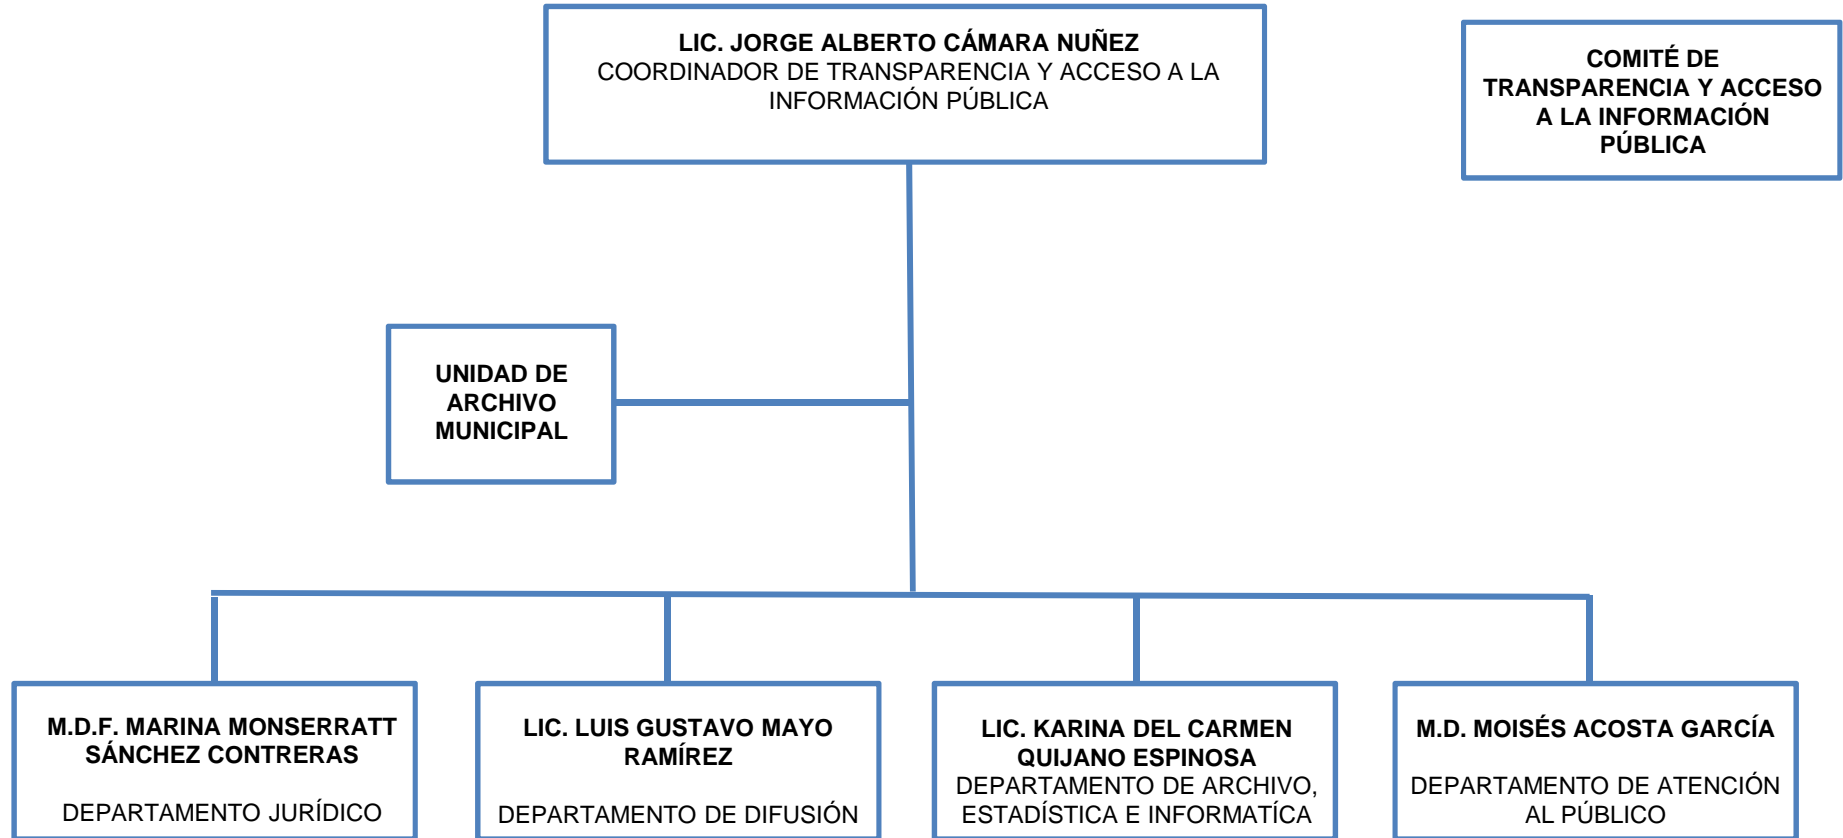 LIC. JORGE ALBERTO CÁMARA NUÑEZ
COORDINADOR DE TRANSPARENCIA Y ACCESO A LA
INFORMACIÓN PÚBLICA
COMITÉ DE
TRANSPARENCIA Y ACCESO
A LA INFORMACIÓN
PÚBLICA
UNIDAD DE
ARCHIVO
MUNICIPAL
M.D.F. MARINA MONSERRATT
SÁNCHEZ CONTRERAS
DEPARTAMENTO JURÍDICO
LIC. LUIS GUSTAVO MAYO
RAMÍREZ
DEPARTAMENTO DE DIFUSIÓN
LIC. KARINA DEL CARMEN
QUIJANO ESPINOSA
DEPARTAMENTO DE ARCHIVO,
ESTADÍSTICA E INFORMATÍCA
M.D. MOISÉS ACOSTA GARCÍA
DEPARTAMENTO DE ATENCIÓN
AL PÚBLICO